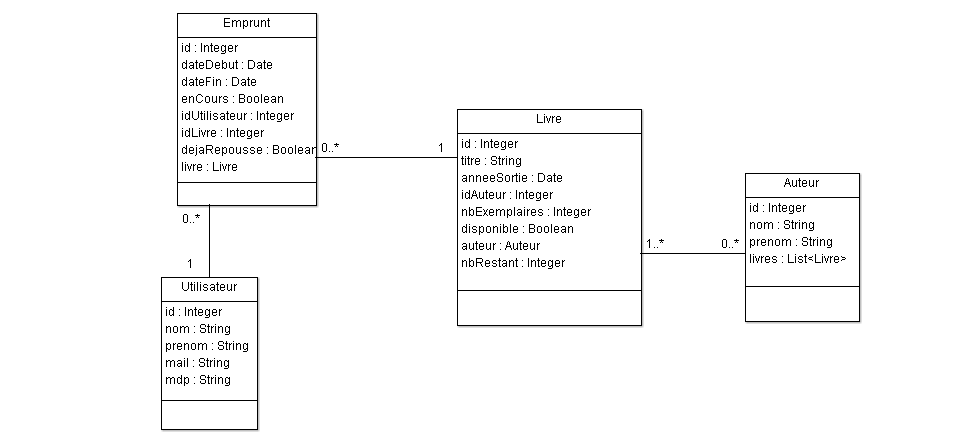 Emprunt
id : Integer
dateDebut : Date
dateFin : Date
enCours : Boolean
idUtilisateur : Integer
idLivre : Integer
dejaRepousse : Boolean
livre : Livre
0..*
1
0..*
1
Utilisateur
id : Integer
nom : String
prenom : String
mail : String
mdp : String
Livre
id : Integer
titre : String
anneeSortie : Date
idAuteur : Integer
nbExemplaires : Integer
disponible : Boolean
auteur : Auteur
nbRestant : Integer
1..*
0..*
Auteur
id : Integer
nom : String
prenom : String
livres : List<Livre>